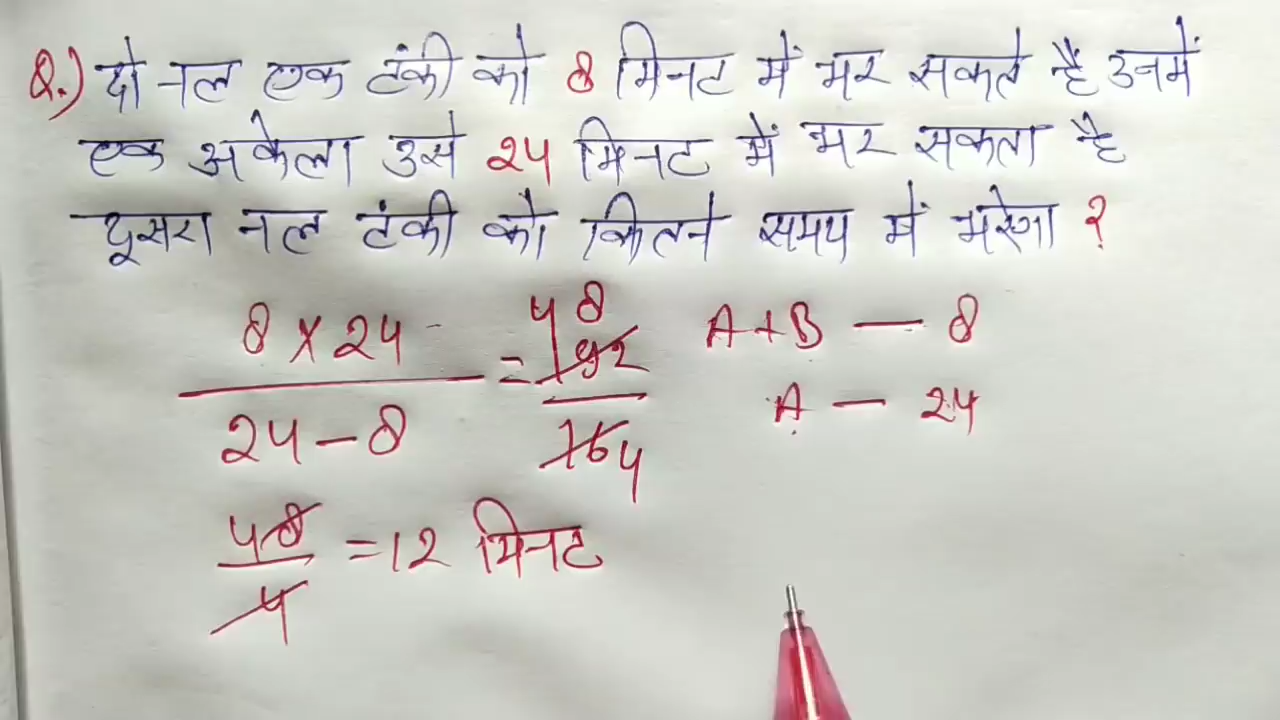 Q.) दो नल एक टंकी को 8 मिनट में भर सकते हैं उनमें
एक अकेला उसे 24 मिनट में भर सकता है
दूसरा नल टंकी को कितने समय में भरेगा ?
8 × 24 / 24 - 8 = 48 192 / 16 4
A+B — 8
A — 24
48 / 4 = 12 मिनट